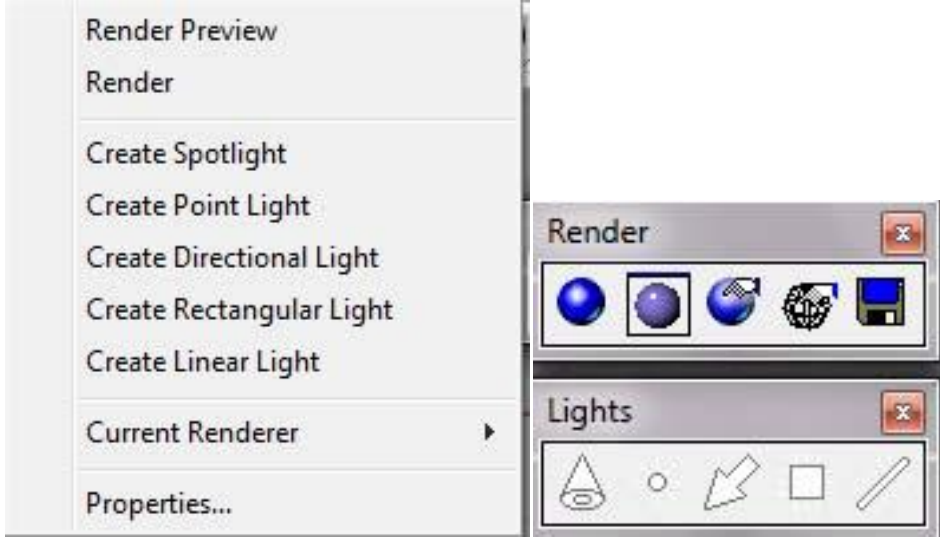 Render Preview
Render
Create Spotlight
Create Point Light
Create Directional Light
Create Rectangular Light
Create Linear Light
Current Renderer
Properties...
Render
Lights